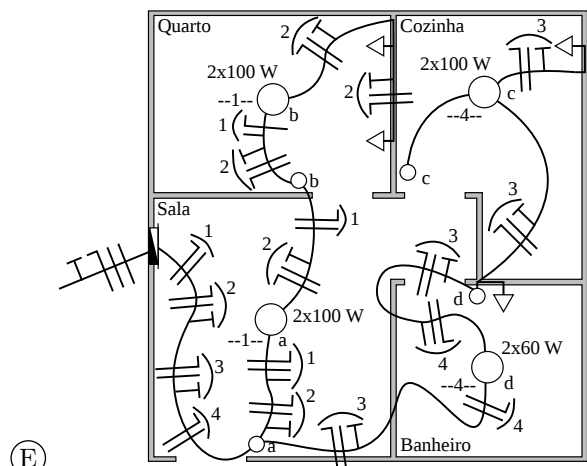 Quarto
Cozinha
2
3
2x100 W
2x100 W
--1--
b
2
c
--4--
1
2
b
c
Sala
3
1
1
3
2
2
d
2x100 W
--1--
a
2x60 W
4
1
3
--4--
d
2
3
4
4
a
Banheiro
E